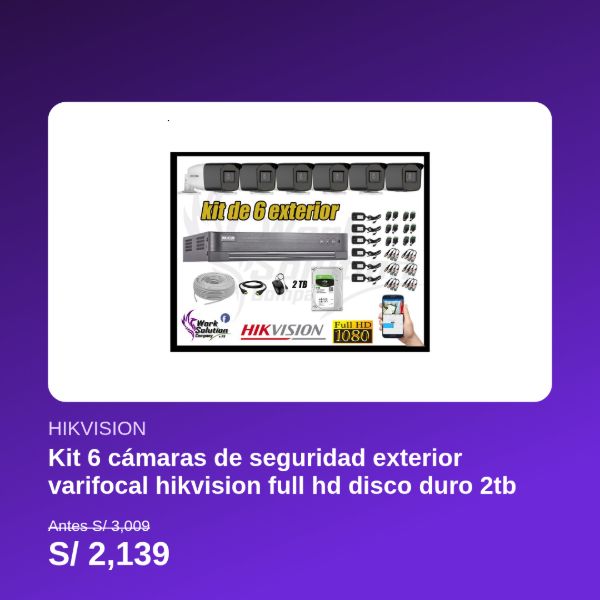 kit de 6 exterior
2 TB
Work
Solution
Company
HIKVISION
Full HD
1080
HIKVISION
Kit 6 cámaras de seguridad exterior
varifocal hikvision full hd disco duro 2tb
Antes S/ 3,009
S/ 2,139